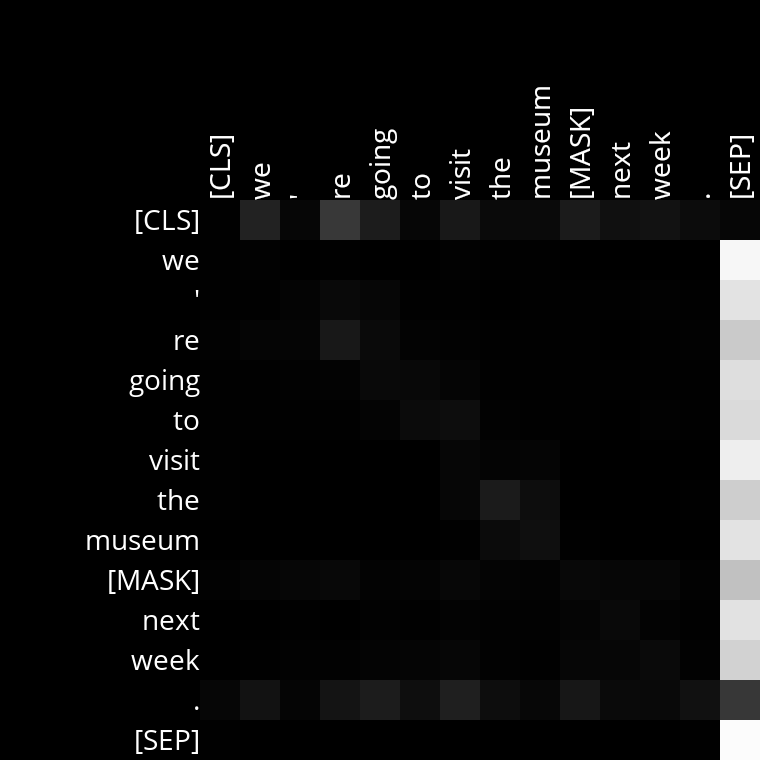 [CLS]
we
'
re
going
to
visit
the
museum
[MASK]
next
week
.
[SEP]
[CLS]
we
'
re
going
to
visit
the
museum
[MASK]
next
week
.
[SEP]